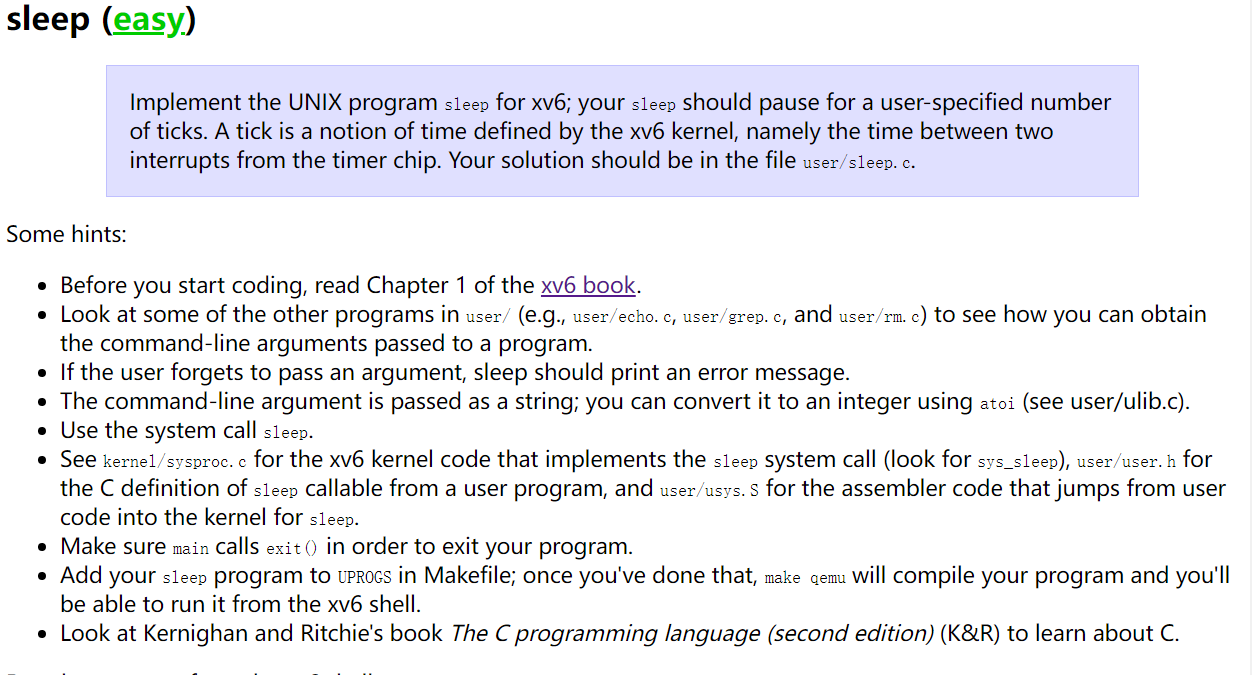 sleep (easy)
Implement the UNIX program sleep for xv6; your sleep should pause for a user-specified number
of ticks. A tick is a notion of time defined by the xv6 kernel, namely the time between two
interrupts from the timer chip. Your solution should be in the file user/sleep.c.
Some hints:
• Before you start coding, read Chapter 1 of the xv6 book.
• Look at some of the other programs in user/ (e.g., user/echo.c, user/grep.c, and user/rm.c) to see how you can obtain
the command-line arguments passed to a program.
• If the user forgets to pass an argument, sleep should print an error message.
• The command-line argument is passed as a string; you can convert it to an integer using atoi (see user/ulib.c).
• Use the system call sleep.
• See kernel/sysproc.c for the xv6 kernel code that implements the sleep system call (look for sys_sleep), user/user.h for
the C definition of sleep callable from a user program, and user/usys.S for the assembler code that jumps from user
code into the kernel for sleep.
• Make sure main calls exit() in order to exit your program.
• Add your sleep program to UPROGS in Makefile; once you've done that, make qemu will compile your program and you'll
be able to run it from the xv6 shell.
• Look at Kernighan and Ritchie's book The C programming language (second edition) (K&R) to learn about C.